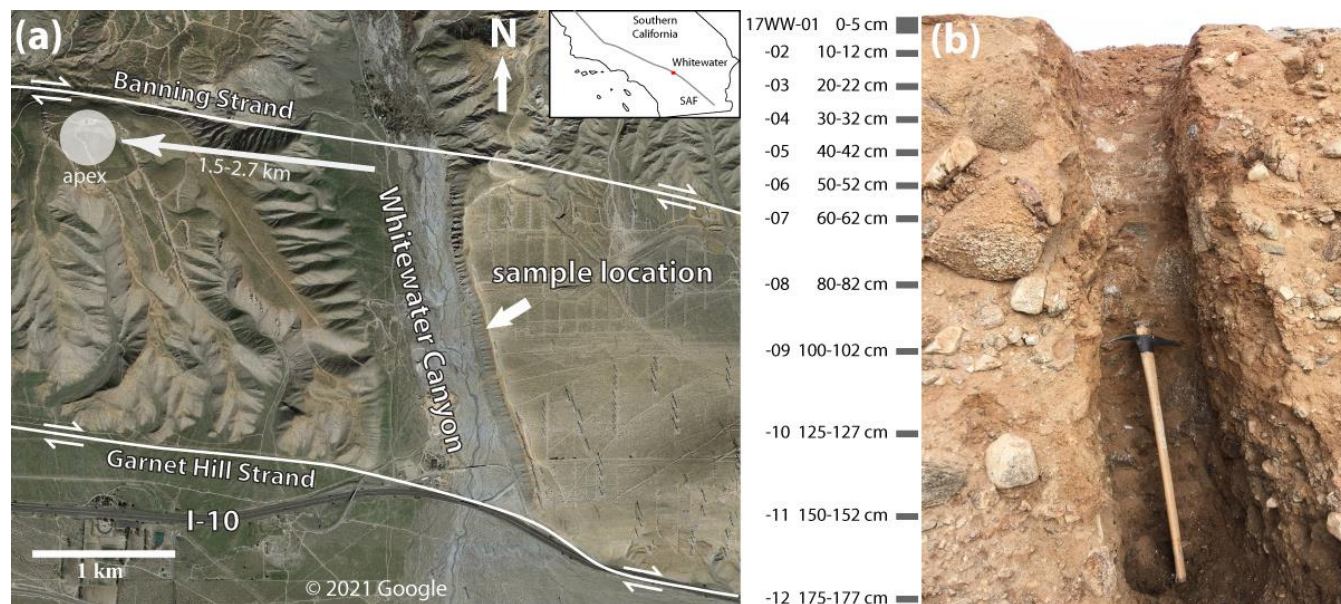 (a)
Banning Strand
N
Southern
California
Whitewater
SAF
apex
1.5-2.7 km
Whitewater Canyon
sample location
Garnet Hill Strand
I-10
1 km
© 2021 Google
17WW-01 0-5 cm
-02 10-12 cm
-03 20-22 cm
-04 30-32 cm
-05 40-42 cm
-06 50-52 cm
-07 60-62 cm
-08 80-82 cm
-09 100-102 cm
-10 125-127 cm
-11 150-152 cm
-12 175-177 cm
(b)